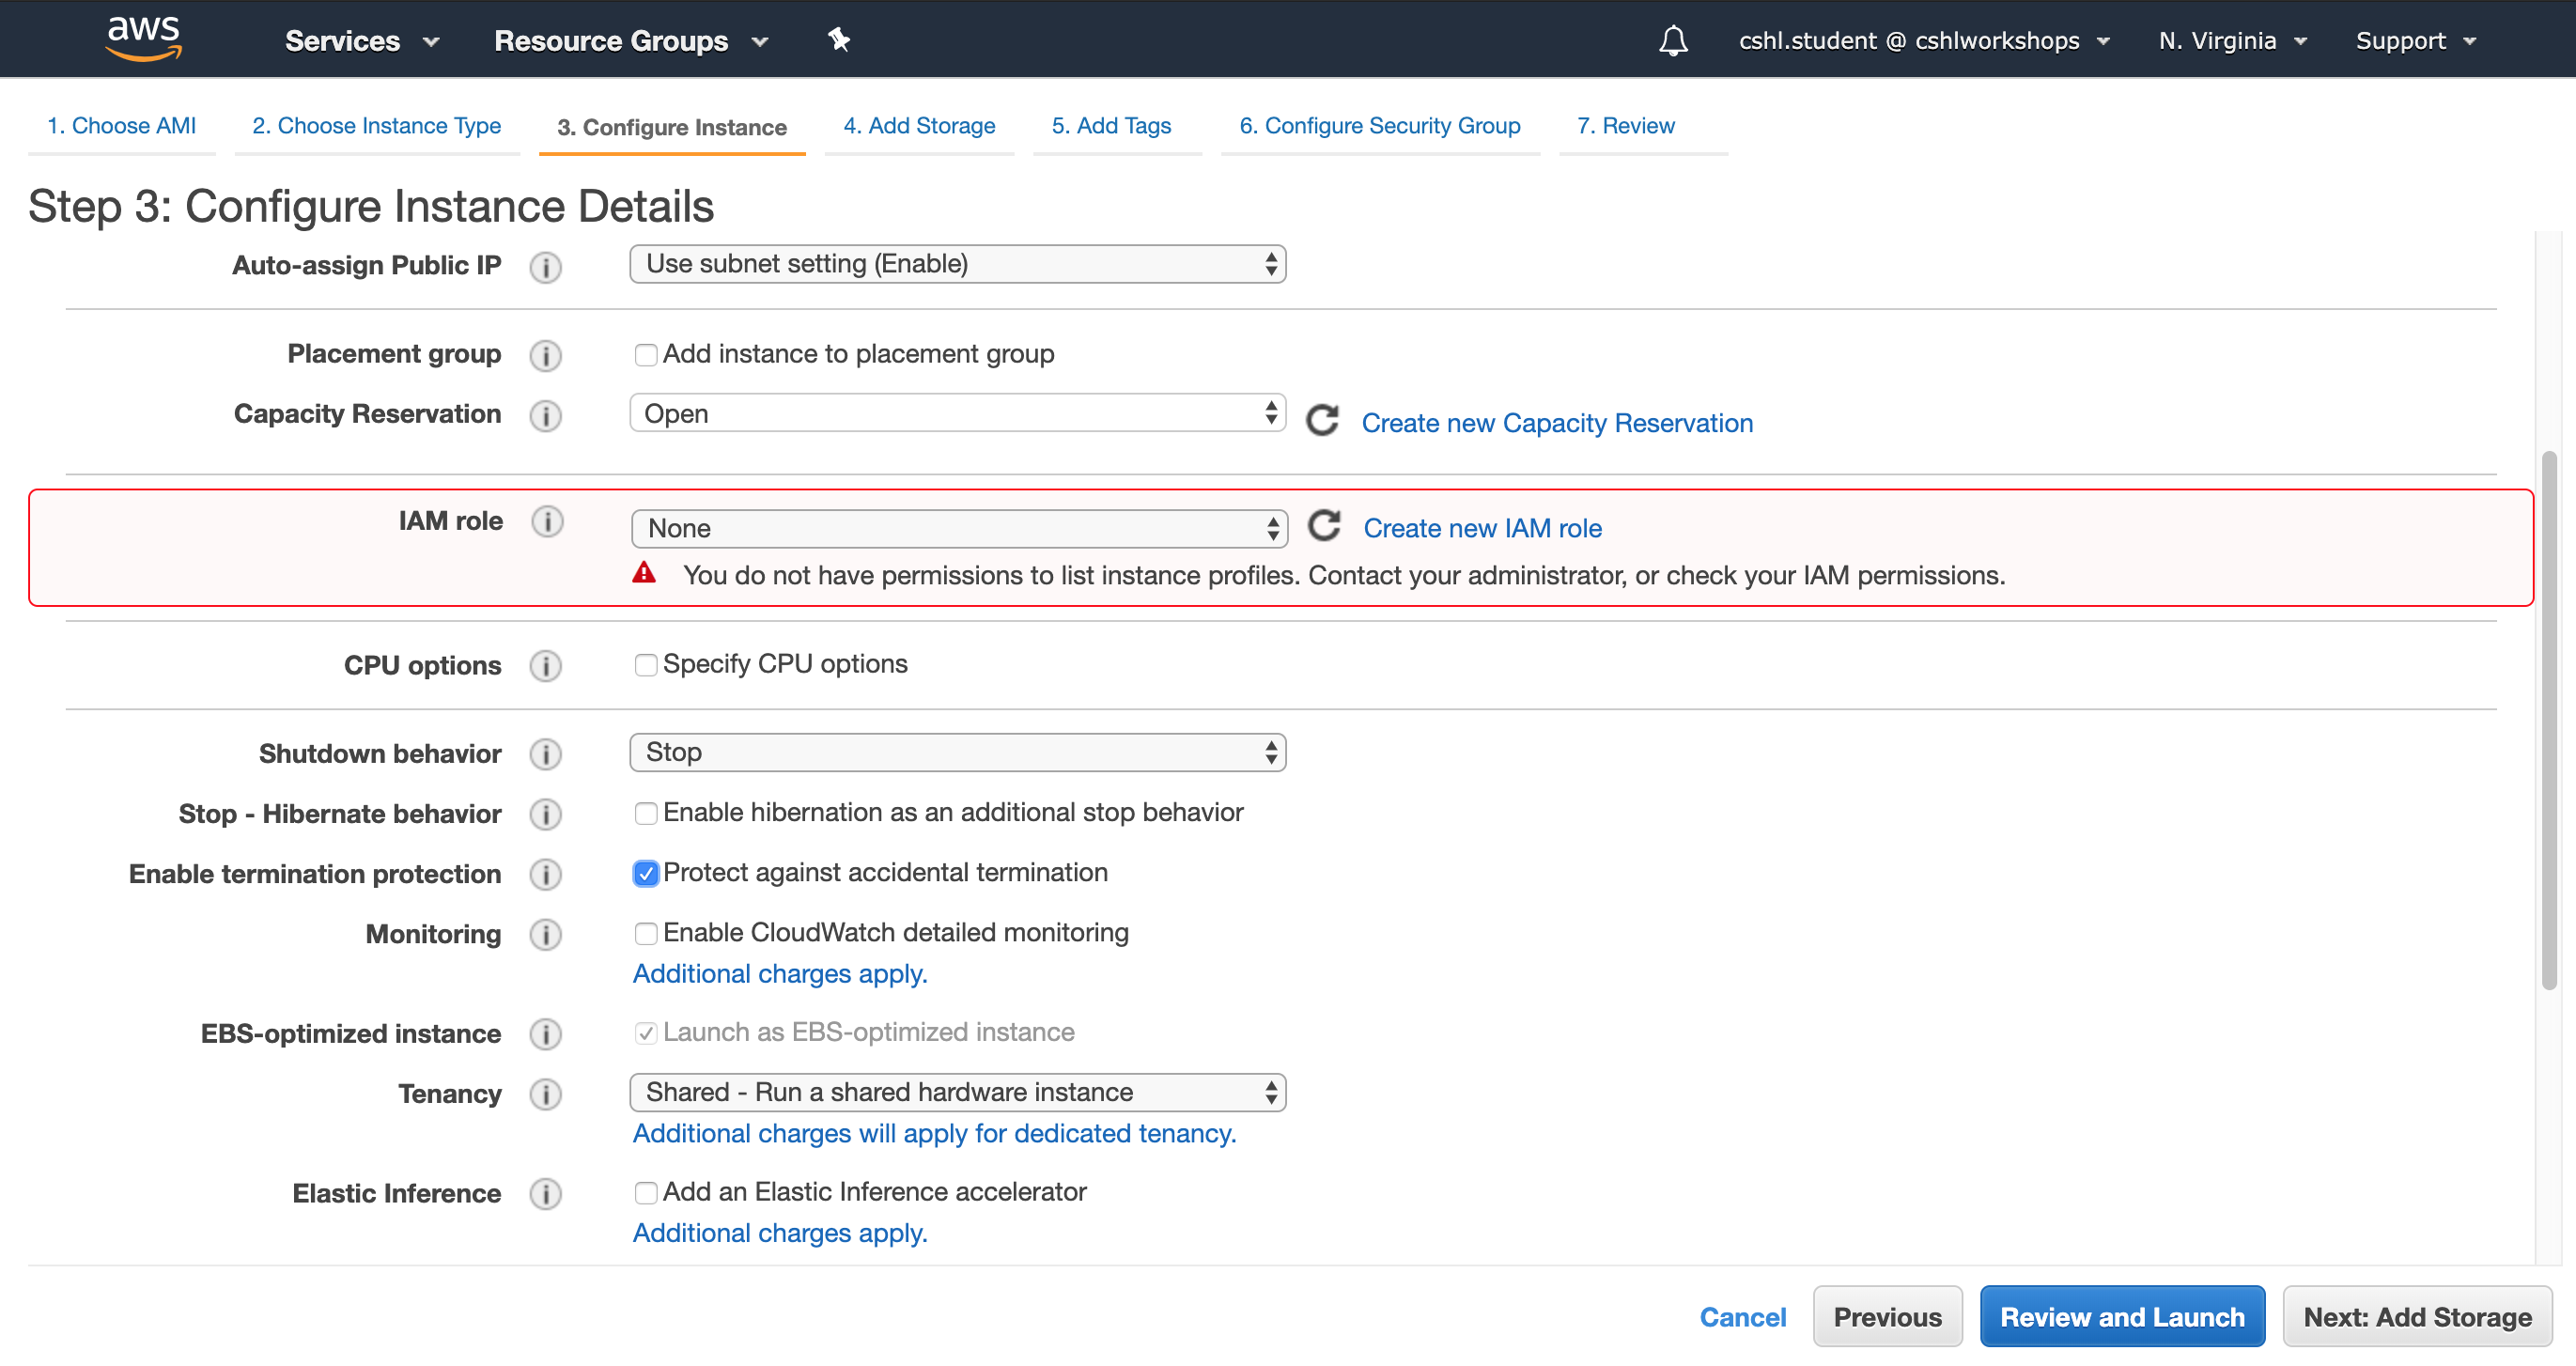 aws
Services
Resource Groups
cshl.student @ cshlworkshops
N. Virginia
Support
1. Choose AMI
2. Choose Instance Type
3. Configure Instance
4. Add Storage
5. Add Tags
6. Configure Security Group
7. Review
Step 3: Configure Instance Details
Auto-assign Public IP
Use subnet setting (Enable)
Placement group
Add instance to placement group
Capacity Reservation
Open
Create new Capacity Reservation
IAM role
None
Create new IAM role
You do not have permissions to list instance profiles. Contact your administrator, or check your IAM permissions.
CPU options
Specify CPU options
Shutdown behavior
Stop
Stop - Hibernate behavior
Enable hibernation as an additional stop behavior
Enable termination protection
Protect against accidental termination
Monitoring
Enable CloudWatch detailed monitoring
Additional charges apply.
EBS-optimized instance
Launch as EBS-optimized instance
Tenancy
Shared - Run a shared hardware instance
Additional charges will apply for dedicated tenancy.
Elastic Inference
Add an Elastic Inference accelerator
Additional charges apply.
Cancel
Previous
Review and Launch
Next: Add Storage